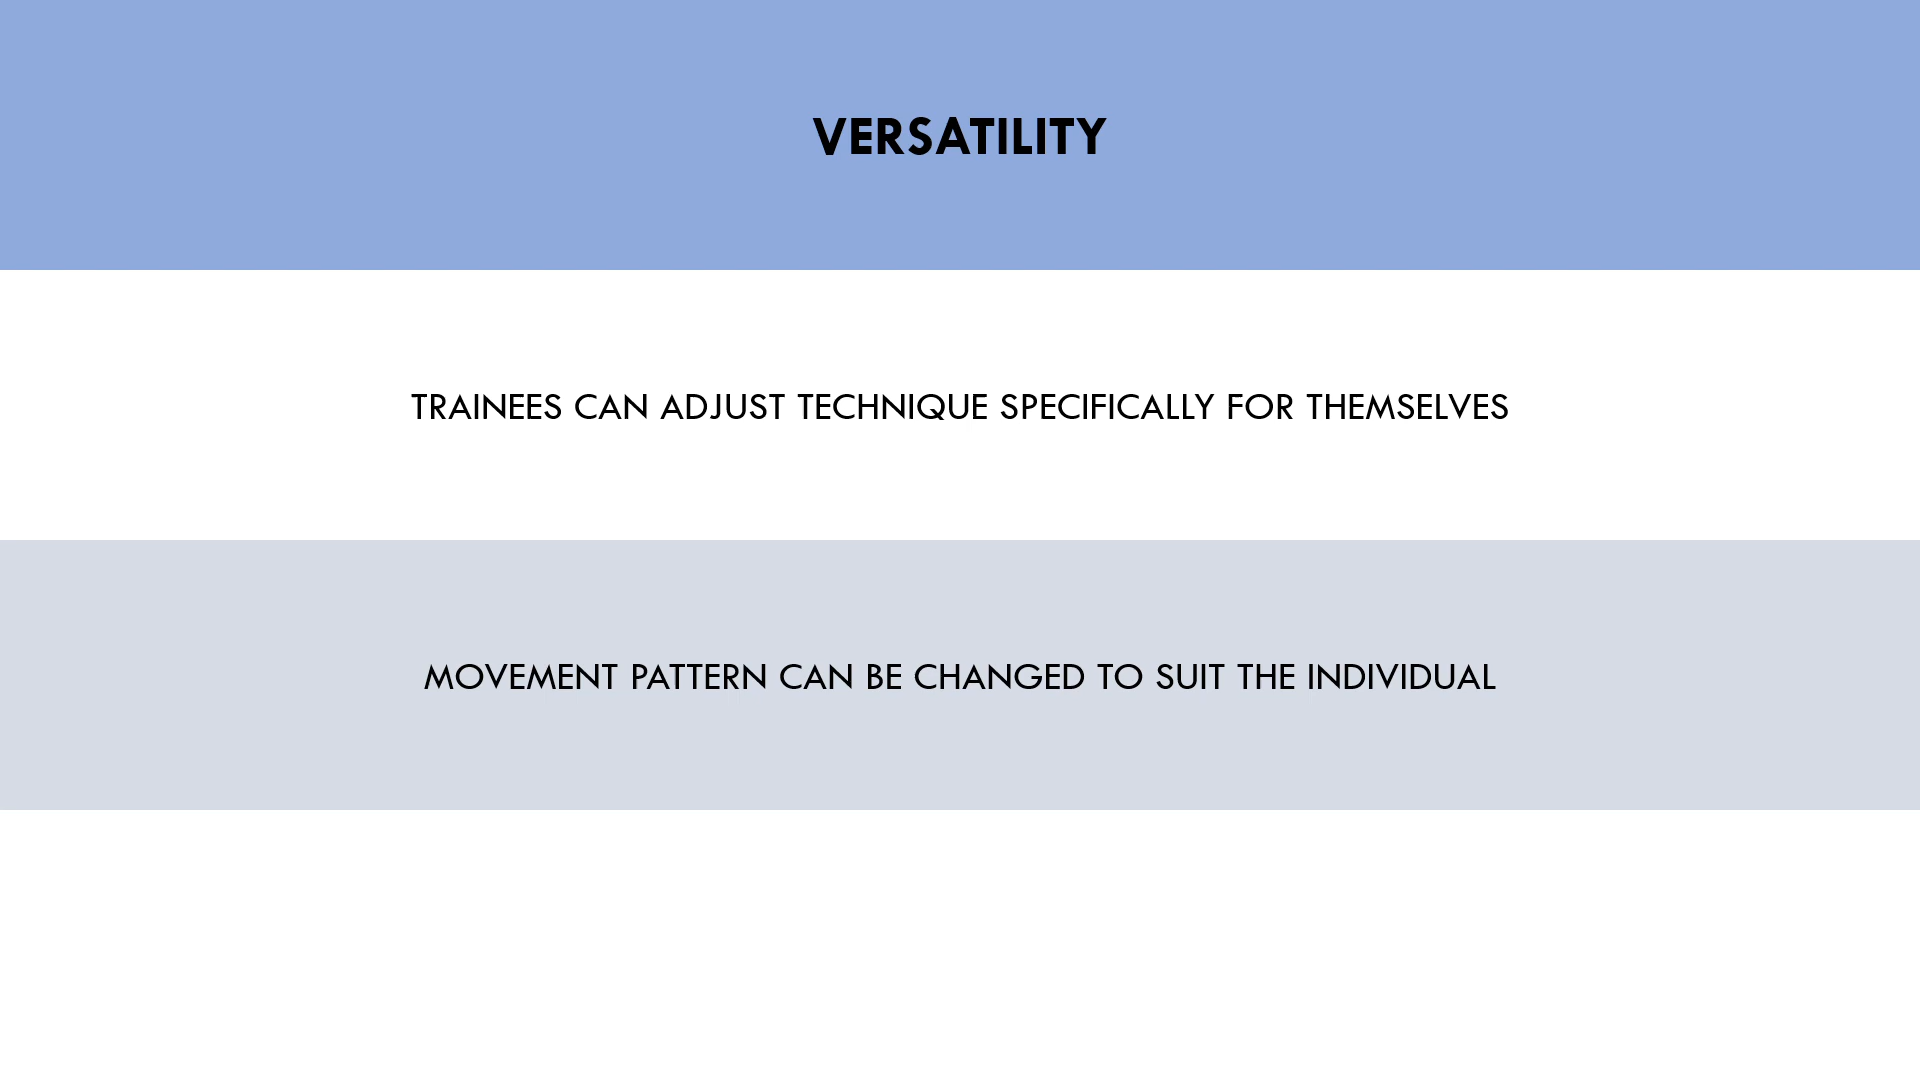 VERSATILITY
TRAINEES CAN ADJUST TECHNIQUE SPECIFICALLY FOR THEMSELVES
MOVEMENT PATTERN CAN BE CHANGED TO SUIT THE INDIVIDUAL